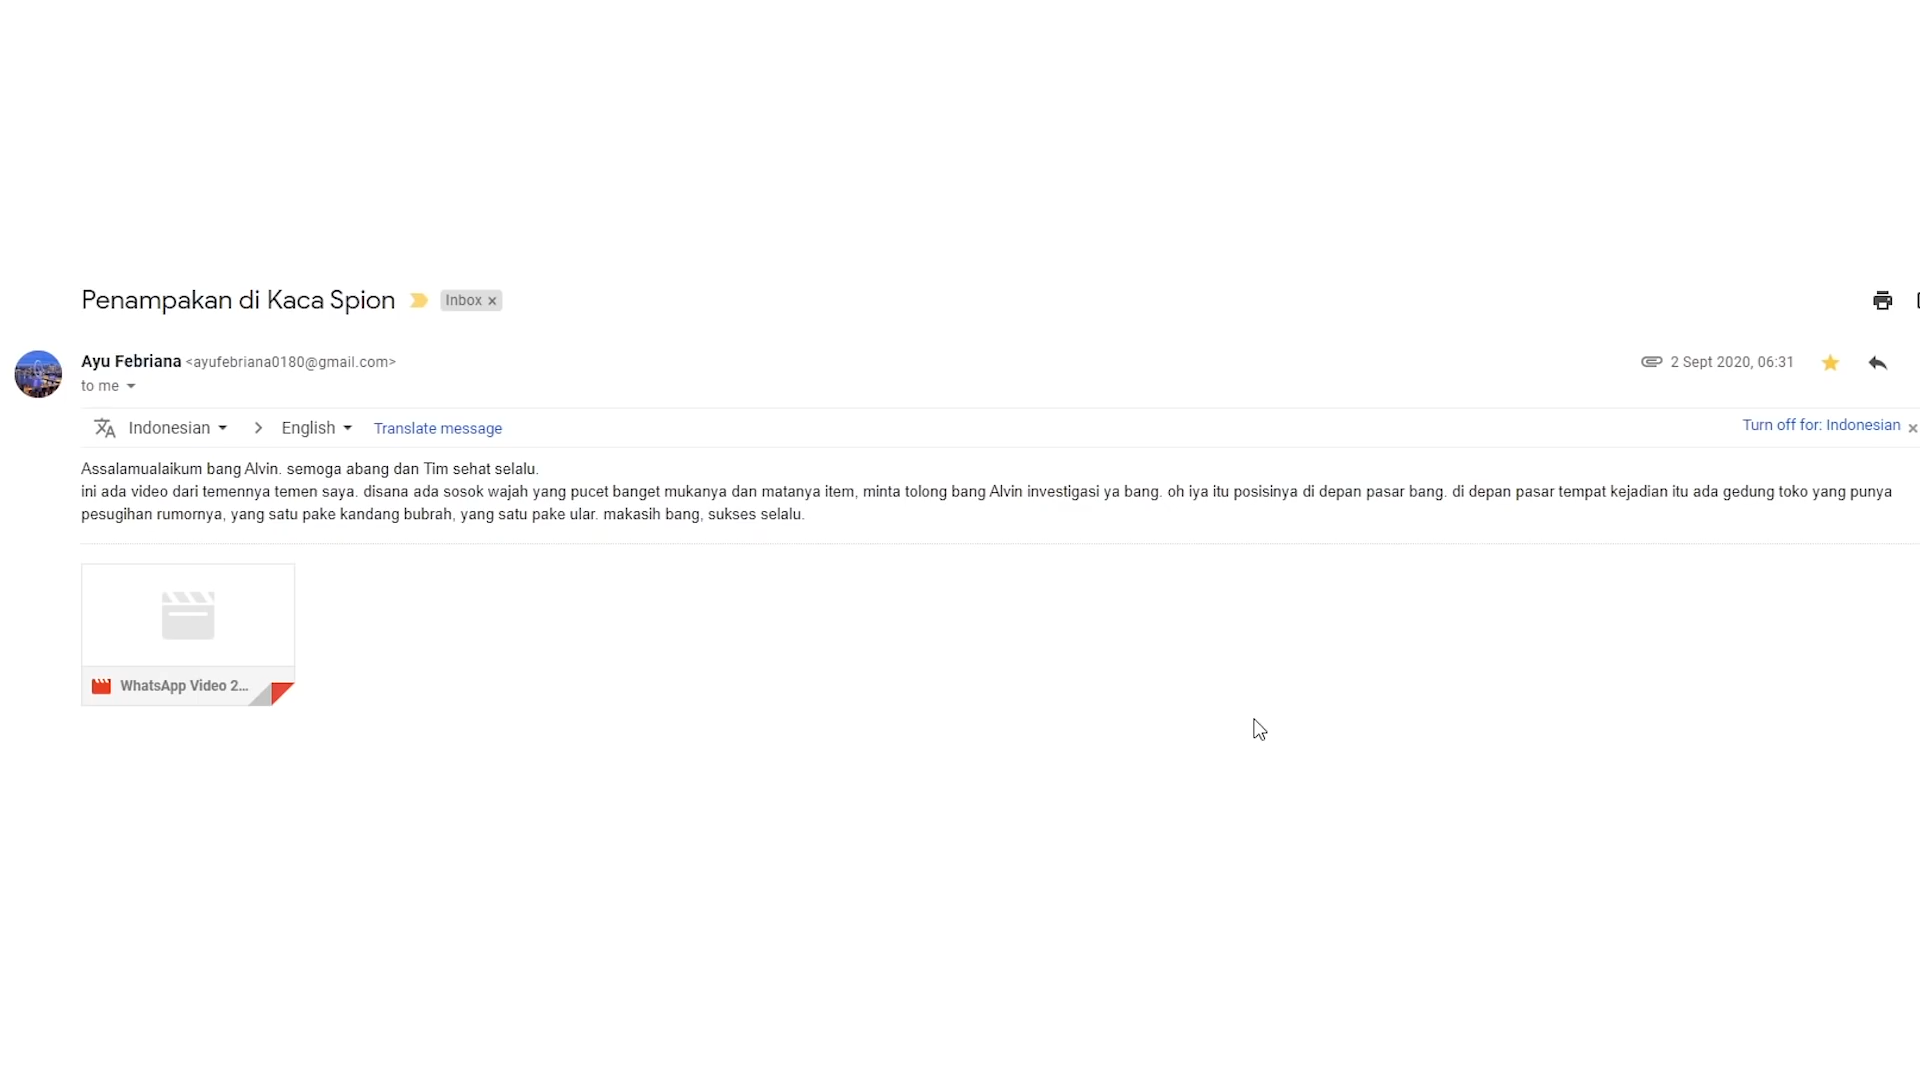 Penampakan di Kaca Spion Inbox x
Ayu Febriana <ayufebriana0180@gmail.com> 2 Sept 2020, 06:31
to me
Indonesian > English Translate message Turn off for: Indonesian x
Assalamualaikum bang Alvin. semoga abang dan Tim sehat selalu.
ini ada video dari temennya temen saya. disana ada sosok wajah yang pucet banget mukanya dan matanya item, minta tolong bang Alvin investigasi ya bang. oh iya itu posisinya di depan pasar bang. di depan pasar tempat kejadian itu ada gedung toko yang punya
pesugihan rumornya, yang satu pake kandang bubrah, yang satu pake ular. makasih bang, sukses selalu.
WhatsApp Video 2...